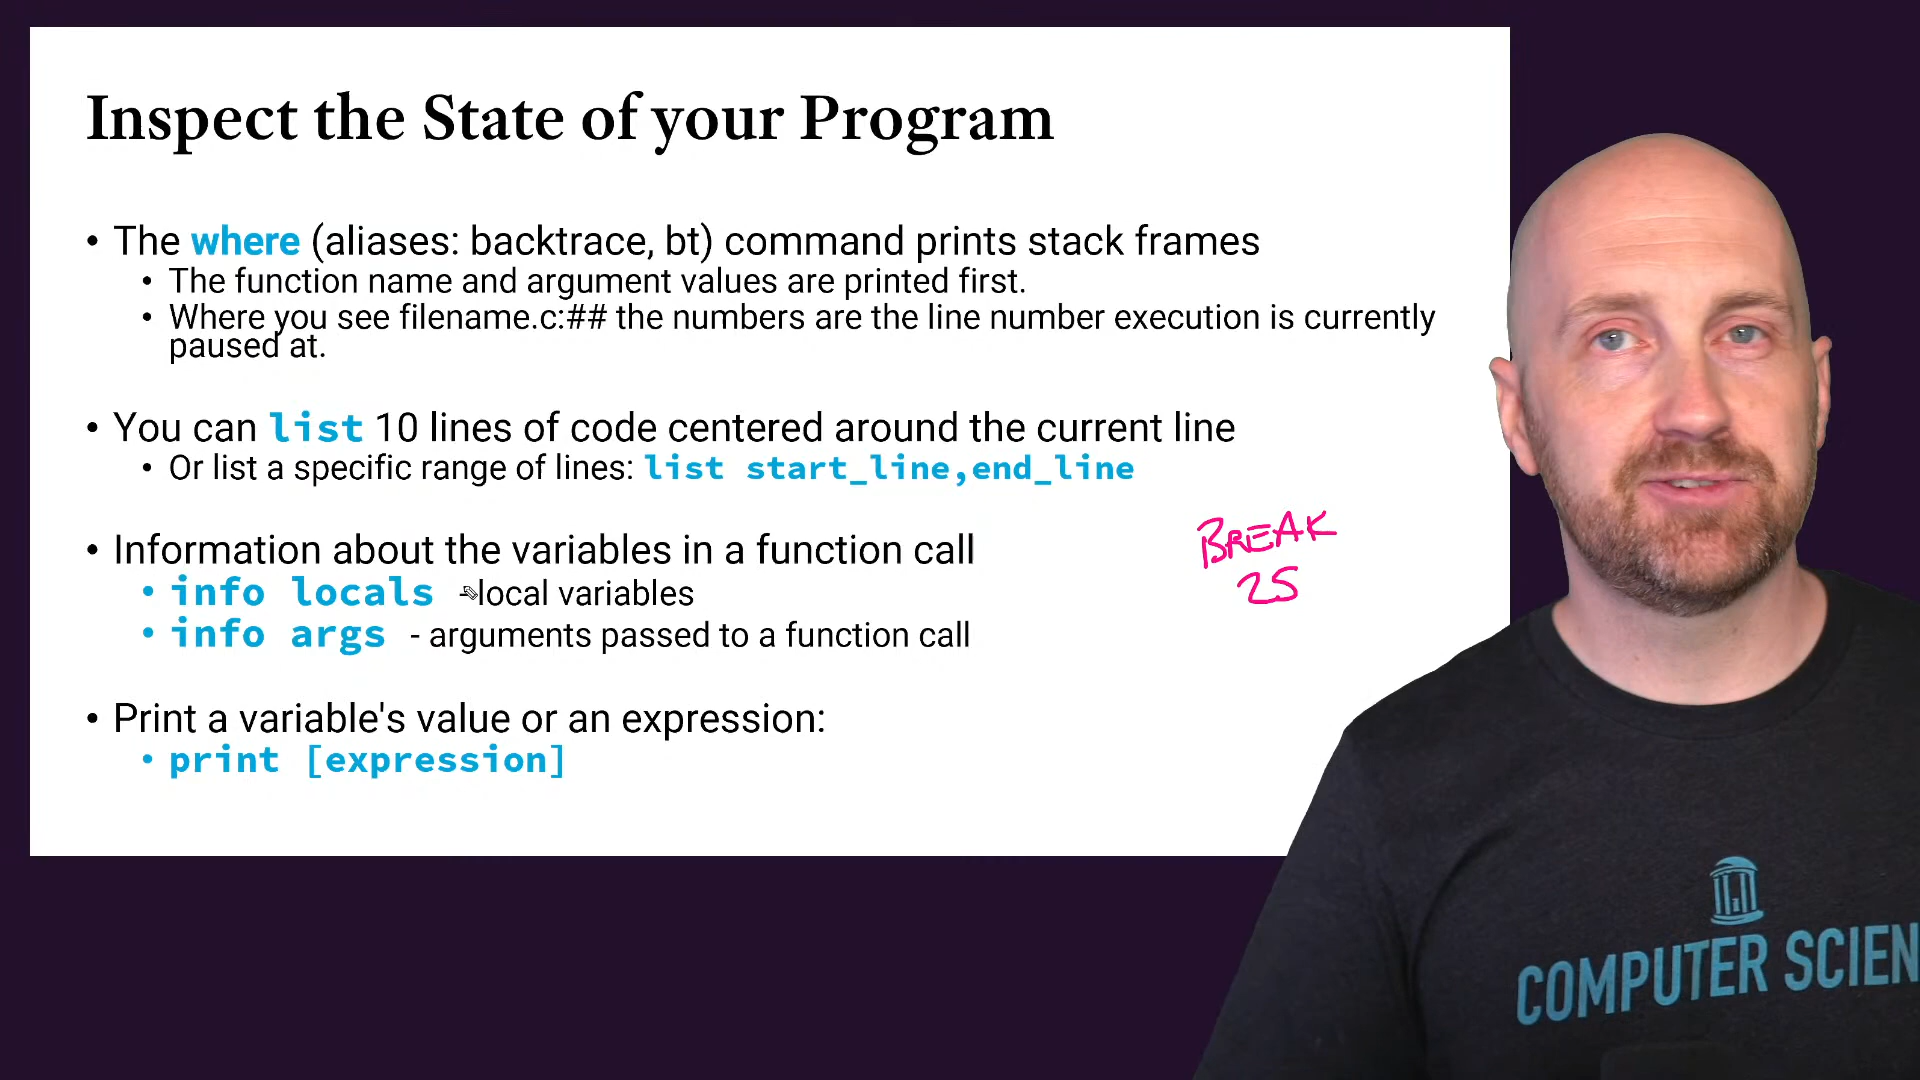 Inspect the State of your Program
• The where (aliases: backtrace, bt) command prints stack frames
• The function name and argument values are printed first.
• Where you see filename.c:## the numbers are the line number execution is currently
paused at.
• You can list 10 lines of code centered around the current line
• Or list a specific range of lines: list start_line,end_line
BREAK
25
• Information about the variables in a function call
• info locals - local variables
• info args - arguments passed to a function call
• Print a variable's value or an expression:
• print [expression]
COMPUTER SCIEN